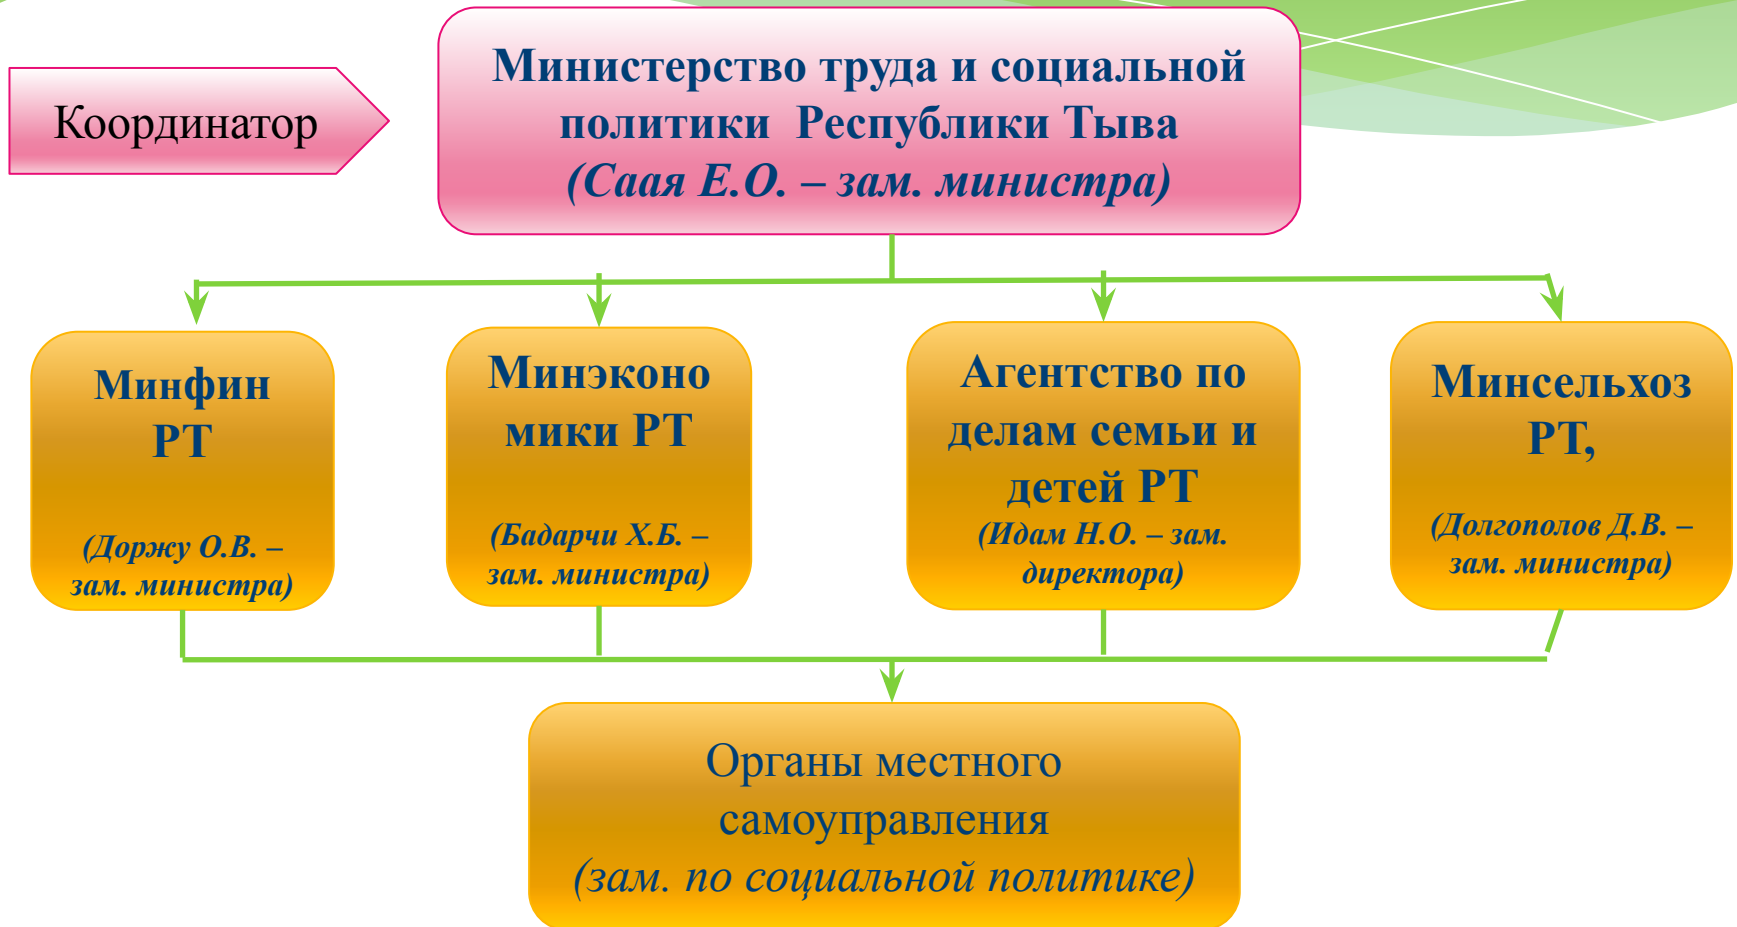 Координатор
Министерство труда и социальной
политики Республики Тыва
(Саая Е.О. – зам. министра)
Минфин
РТ
(Доржу О.В. –
зам. министра)
Минэконо
мики РТ
(Бадарчи Х.Б. –
зам. министра)
Агентство по
делам семьи и
детей РТ
(Идам Н.О. – зам.
директора)
Минсельхоз
РТ,
(Долгополов Д.В. –
зам. министра)
Органы местного
самоуправления
(зам. по социальной политике)